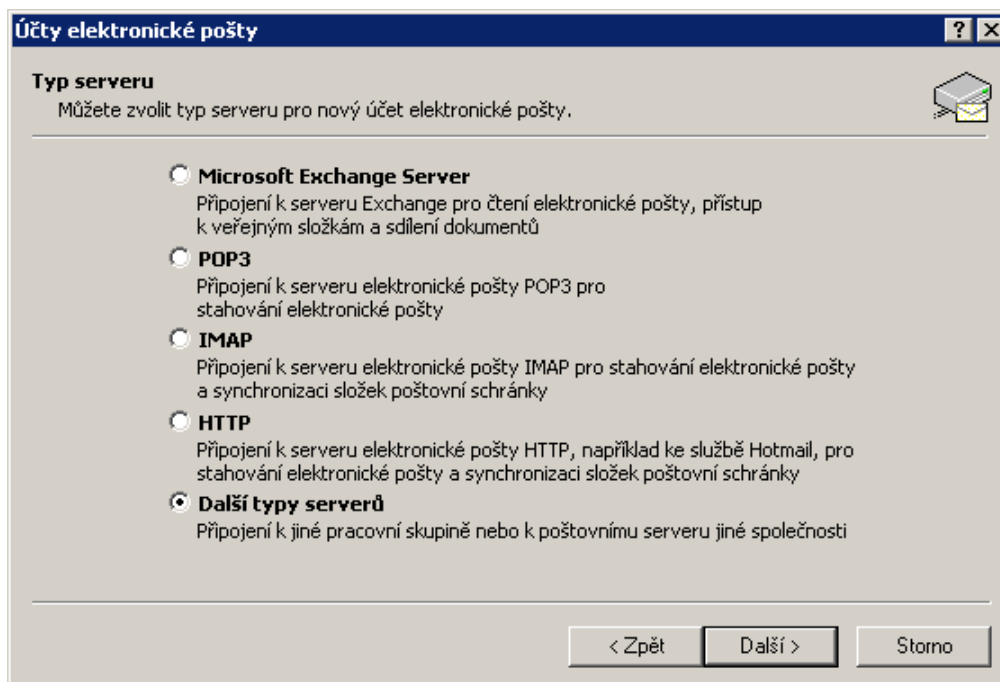 Účty elektronické pošty
Typ serveru
Můžete zvolit typ serveru pro nový účet elektronické pošty.
Microsoft Exchange Server
Připojení k serveru Exchange pro čtení elektronické pošty, přístup
k veřejným složkám a sdílení dokumentů
POP3
Připojení k serveru elektronické pošty POP3 pro
stahování elektronické pošty
IMAP
Připojení k serveru elektronické pošty IMAP pro stahování elektronické pošty
a synchronizaci složek poštovní schránky
HTTP
Připojení k serveru elektronické pošty HTTP, například ke službě Hotmail, pro
stahování elektronické pošty a synchronizaci složek poštovní schránky
Další typy serverů
Připojení k jiné pracovní skupině nebo k poštovnímu serveru jiné společnosti
< Zpět Další > Storno